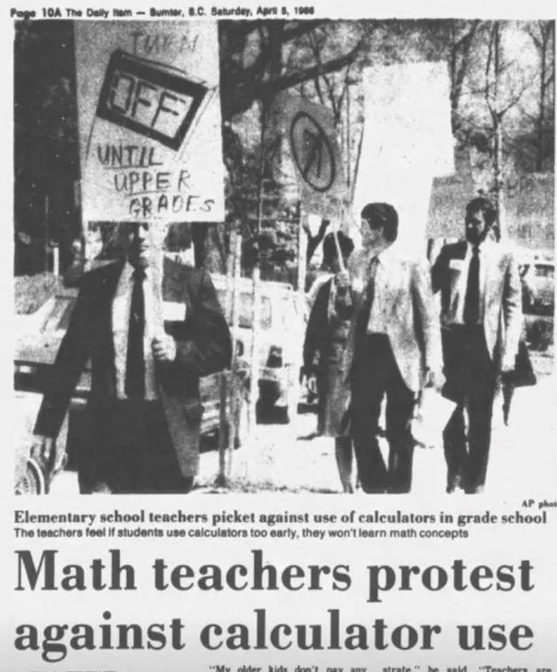 Page 10A The Daily Item — Sumter, S.C. Saturday, April 5, 1986
OFF
UNTIL
UPPER
GRADES
AP phot
Elementary school teachers picket against use of calculators in grade school
The teachers feel if students use calculators too early, they won't learn math concepts
Math teachers protest
against calculator use
"My older kids don't pay any
strate," he said. "Teachers are